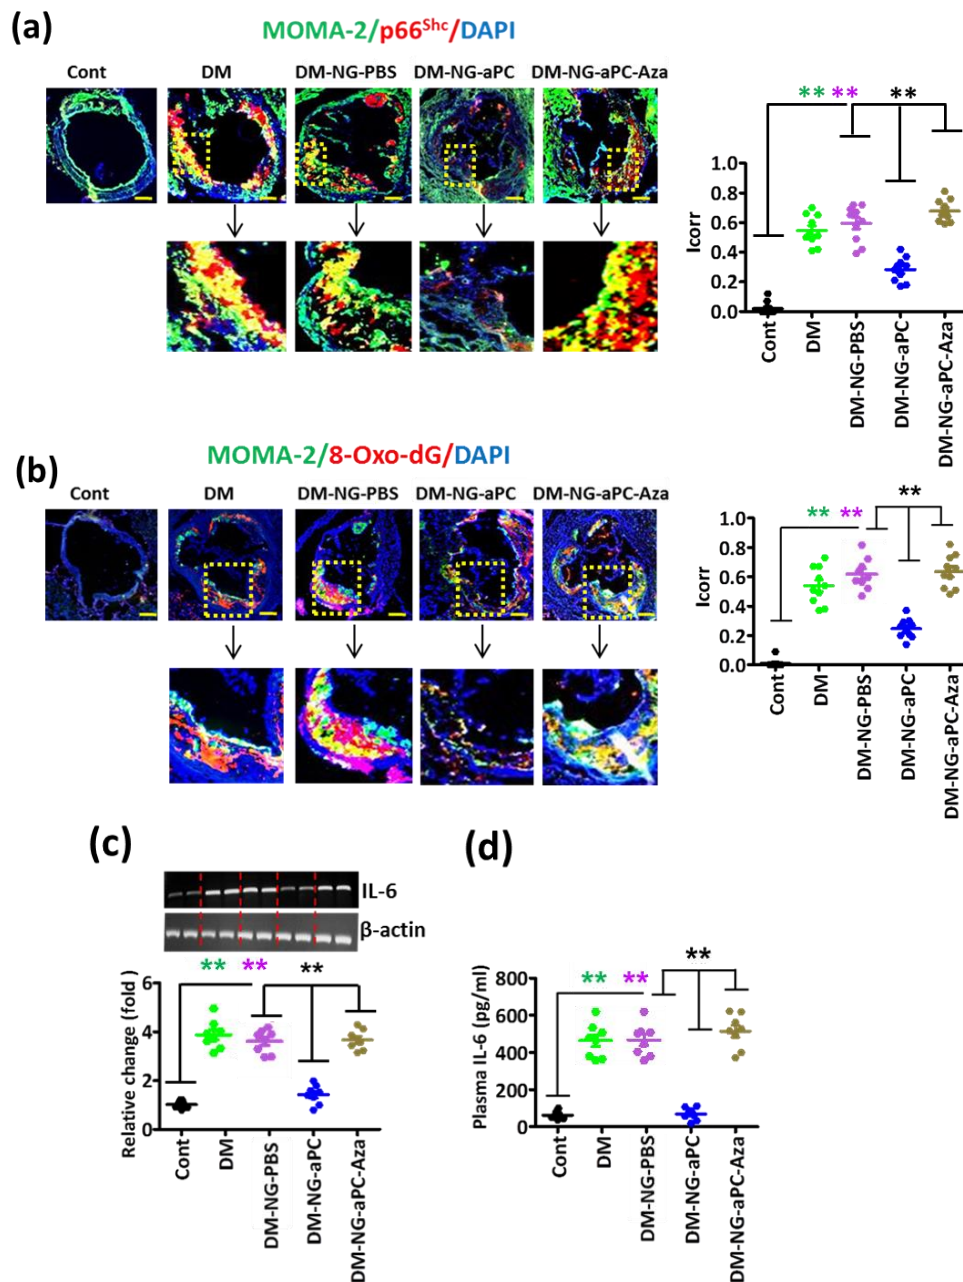 (a)
MOMA-2/p66Shc/DAPI
Cont DM DM-NG-PBS DM-NG-aPC DM-NG-aPC-Aza
** ** **
Icorr
1.0
0.8
0.6
0.4
0.2
0.0
Cont
DM
DM-NG-PBS
DM-NG-aPC
DM-NG-aPC-Aza
(b)
MOMA-2/8-Oxo-dG/DAPI
Cont DM DM-NG-PBS DM-NG-aPC DM-NG-aPC-Aza
** ** **
Icorr
1.0
0.8
0.6
0.4
0.2
0.0
Cont
DM
DM-NG-PBS
DM-NG-aPC
DM-NG-aPC-Aza
(c)
IL-6
β-actin
** ** **
Relative change (fold )
6
4
2
0
Cont
DM
DM-NG-PBS
DM-NG-aPC
DM-NG-aPC-Aza
(d)
** ** **
Plasma IL-6 (pg/ml)
800
600
400
200
0
Cont
DM
DM-NG-PBS
DM-NG-aPC
DM-NG-aPC-Aza